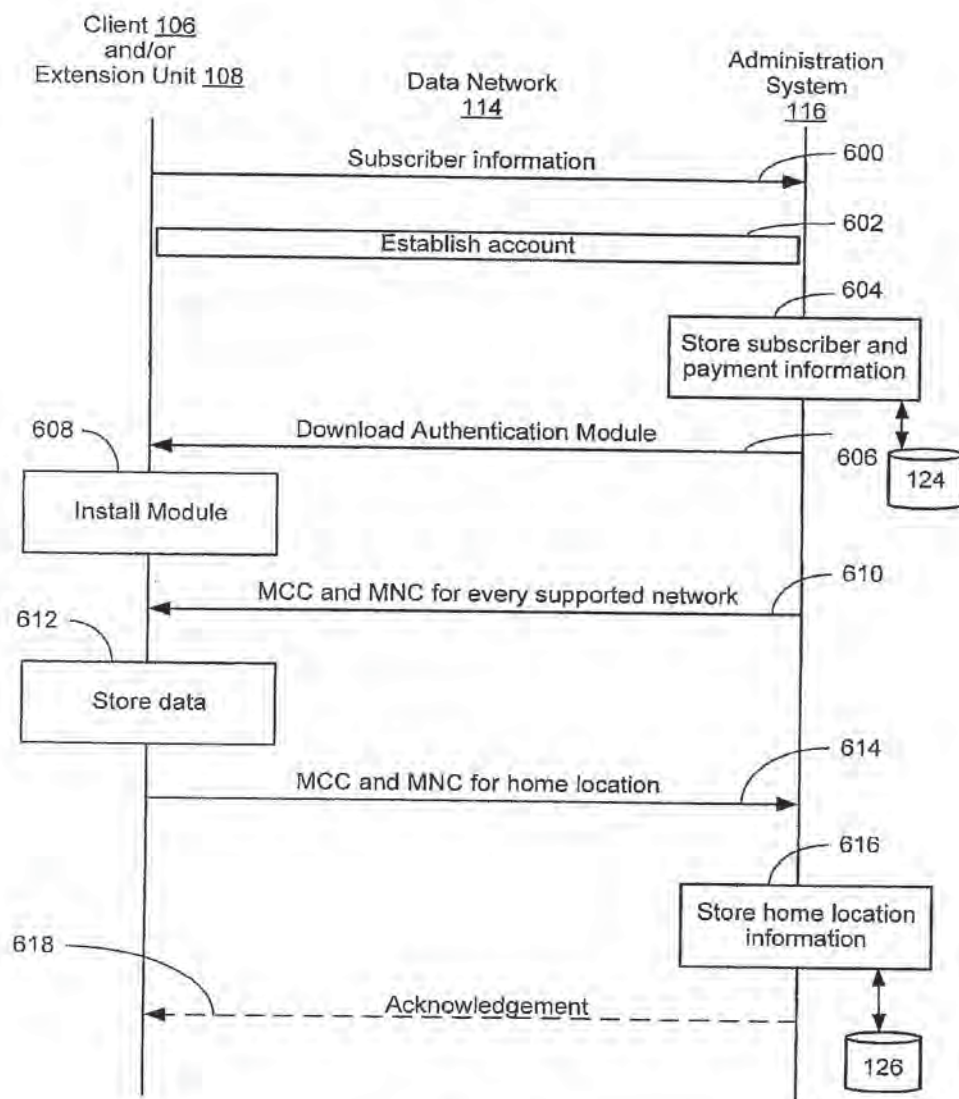 Client 106
and/or
Extension Unit 108
Data Network
114
Administration
System
116
Subscriber information
600
602
Establish account
604
Store subscriber and
payment information
608
Download Authentication Module
606
124
Install Module
610
MCC and MNC for every supported network
612
Store data
614
MCC and MNC for home location
616
Store home location
information
618
Acknowledgement
126